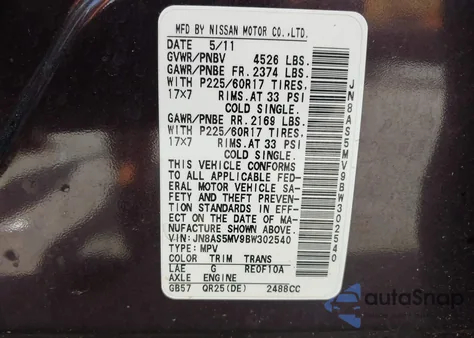 MFD BY NISSAN MOTOR CO.,LTD.
DATE 5/11
GVWR/PNBV 4526 LBS.
GAWR/PNBE FR. 2374 LBS.
WITH P225/60R17 TIRES,
17X7 RIMS.AT 33 PSI
COLD SINGLE.
GAWR/PNBE RR. 2169 LBS.
WITH P225/60R17 TIRES,
17X7 RIMS.AT 33 PSI
COLD SINGLE.
THIS VEHICLE CONFORMS
TO ALL APPLICABLE FED-
ERAL MOTOR VEHICLE SA-
FETY AND THEFT PREVEN-
TION STANDARDS IN EFF-
ECT ON THE DATE OF MA-
NUFACTURE SHOWN ABOVE.
VIN:JN8AS5MV9BW302540
TYPE: MPV
COLOR TRIM TRANS
LAE G RE0F10A
AXLE ENGINE
GB57 QR25(DE) 2488CC
JN8AS5MV9BW302540
autoSnap